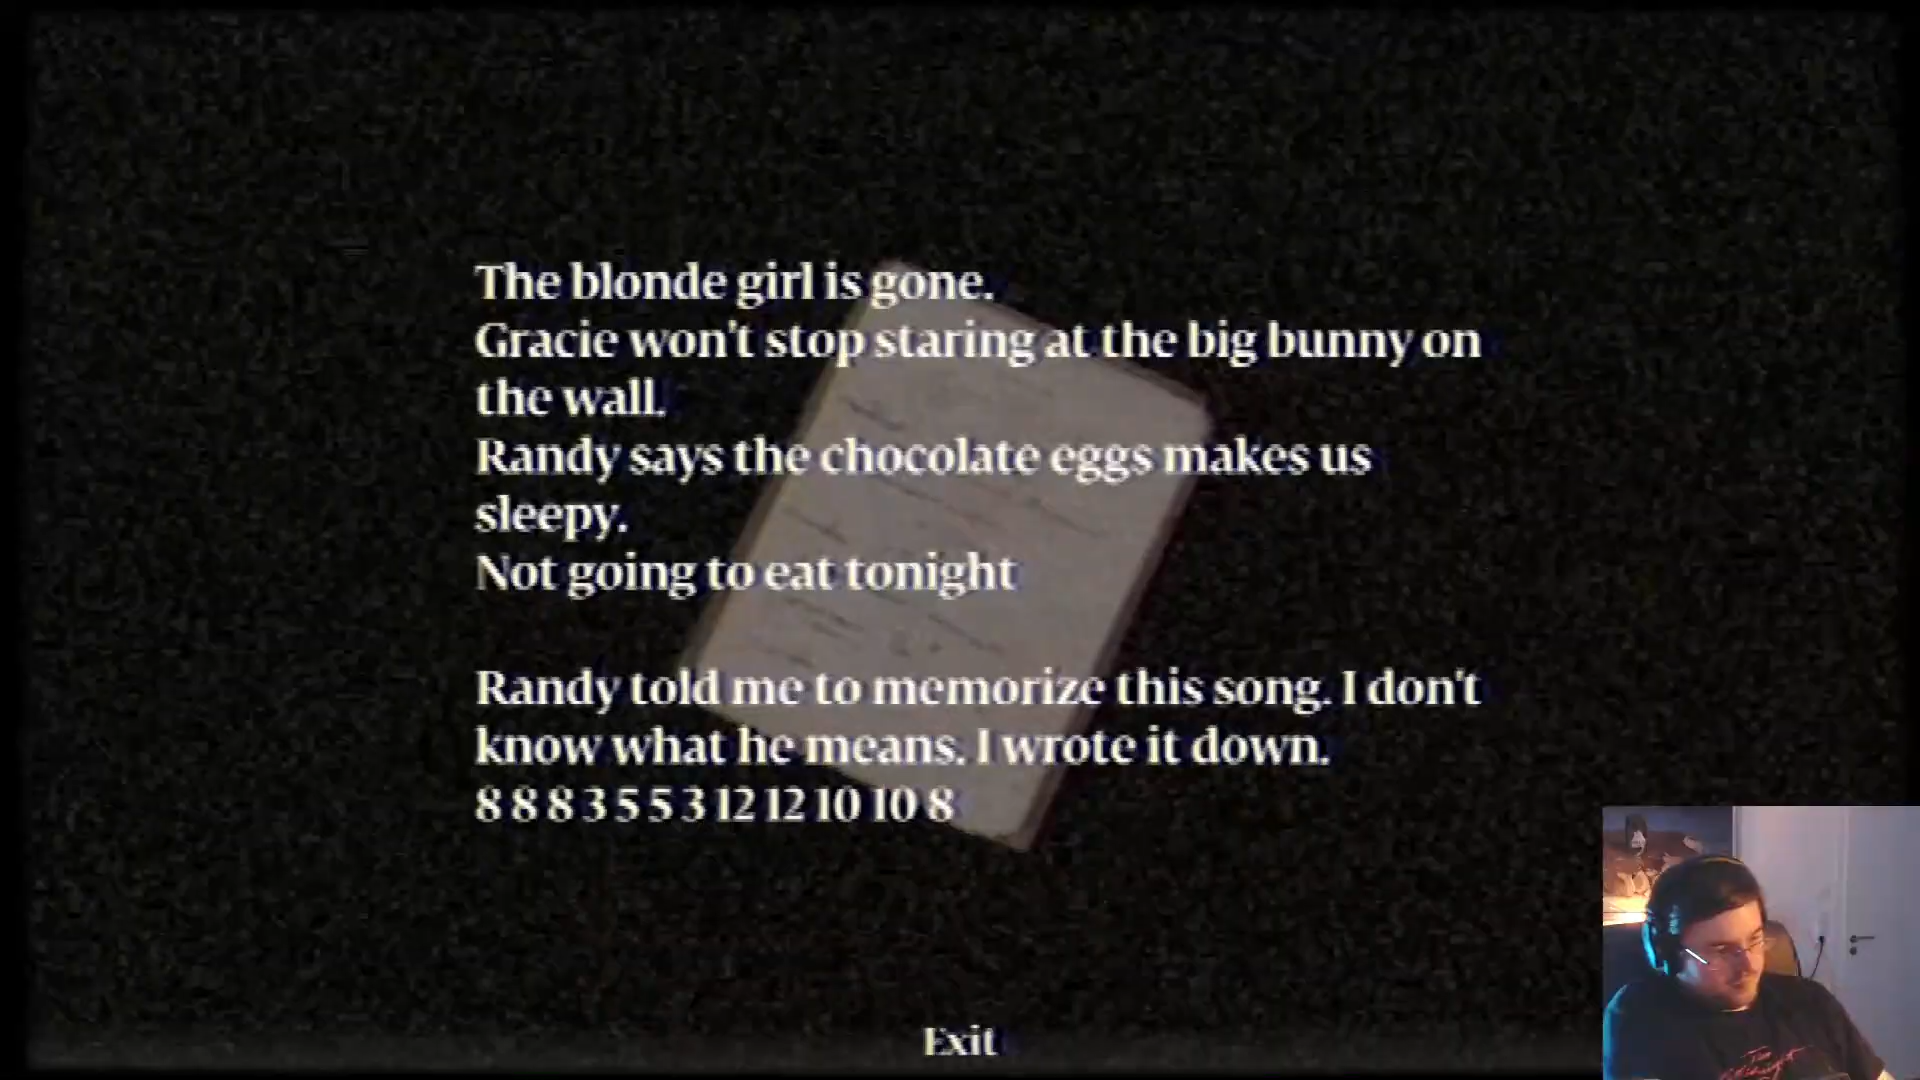 The blonde girl is gone.
Gracie won't stop staring at the big bunny on
the wall.
Randy says the chocolate eggs makes us
sleepy.
Not going to eat tonight
Randy told me to memorize this song. I don't
know what he means. I wrote it down.
8 8 8 3 5 5 3 12 12 10 10 8
Exit